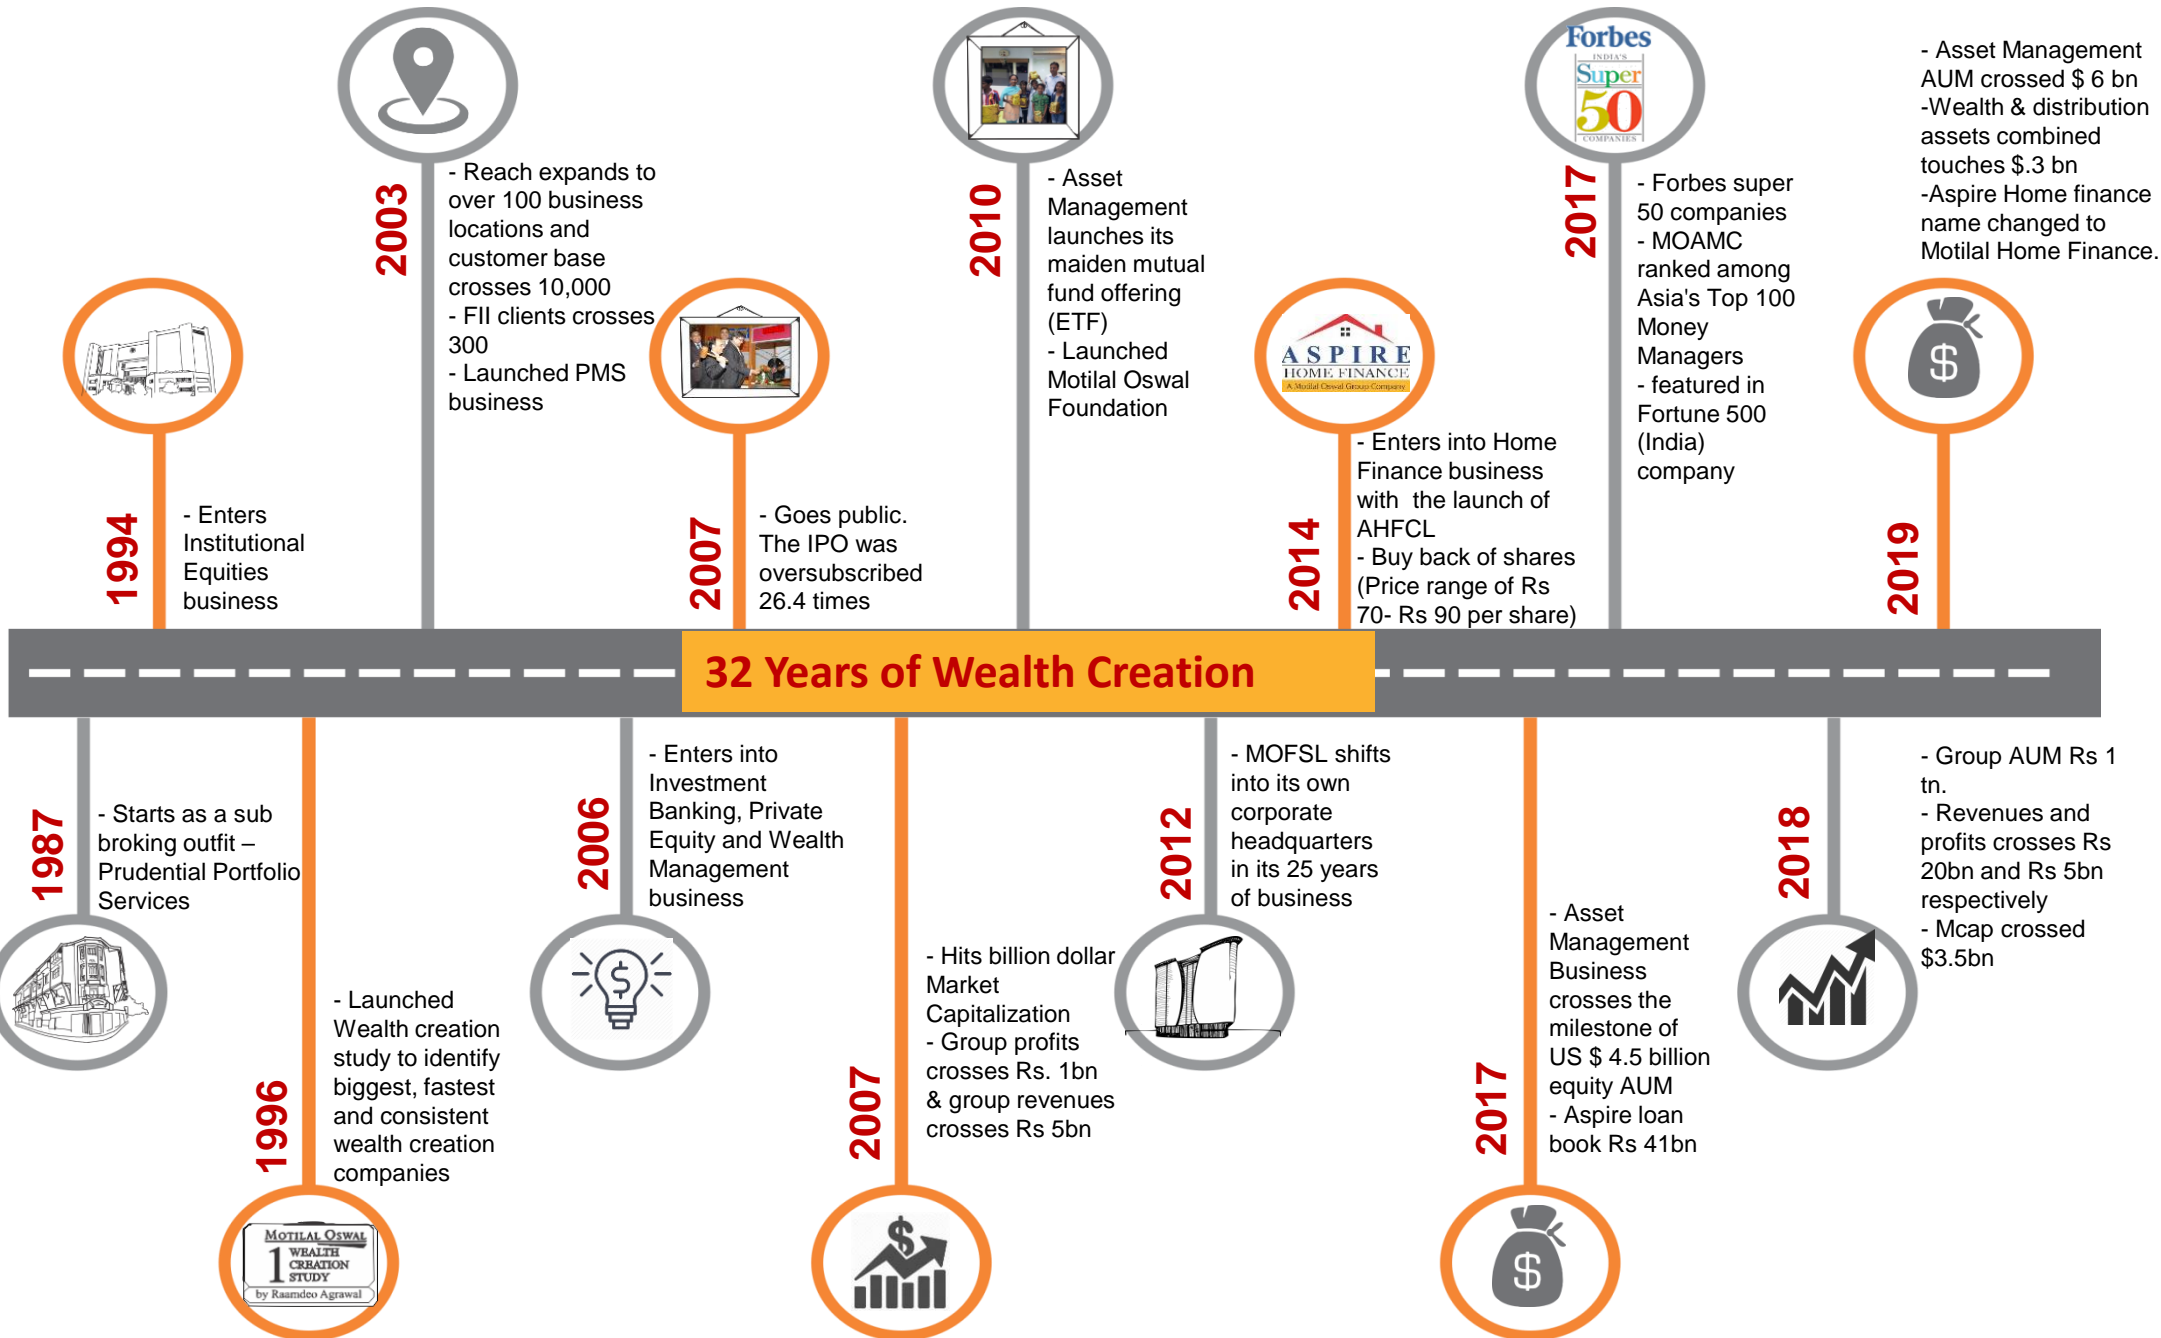 2003
- Reach expands to
over 100 business
locations and
customer base
crosses 10,000
- FII clients crosses
300
- Launched PMS
business
2010
- Asset
Management
launches its
maiden mutual
fund offering
(ETF)
- Launched
Motilal Oswal
Foundation
Forbes
INDIA'S
Super
50
COMPANIES
2017
- Forbes super
50 companies
- MOAMC
ranked among
Asia's Top 100
Money
Managers
- featured in
Fortune 500
(India)
company
- Asset Management
AUM crossed $ 6 bn
-Wealth & distribution
assets combined
touches $.3 bn
-Aspire Home finance
name changed to
Motilal Home Finance.
$
2019
1994
- Enters
Institutional
Equities
business
2007
- Goes public.
The IPO was
oversubscribed
26.4 times
ASPIRE
HOME FINANCE
A Motilal Oswal Group Company
2014
- Enters into Home
Finance business
with the launch of
AHFCL
- Buy back of shares
(Price range of Rs
70- Rs 90 per share)
32 Years of Wealth Creation
1987
- Starts as a sub
broking outfit –
Prudential Portfolio
Services
1996
- Launched
Wealth creation
study to identify
biggest, fastest
and consistent
wealth creation
companies
MOTILAL OSWAL
1 WEALTH
CREATION
STUDY
by Raamdeo Agrawal
2006
- Enters into
Investment
Banking, Private
Equity and Wealth
Management
business
$
2007
- Hits billion dollar
Market
Capitalization
- Group profits
crosses Rs. 1bn
& group revenues
crosses Rs 5bn
$
2012
- MOFSL shifts
into its own
corporate
headquarters
in its 25 years
of business
2017
- Asset
Management
Business
crosses the
milestone of
US $ 4.5 billion
equity AUM
- Aspire loan
book Rs 41bn
$
2018
- Group AUM Rs 1
tn.
- Revenues and
profits crosses Rs
20bn and Rs 5bn
respectively
- Mcap crossed
$3.5bn